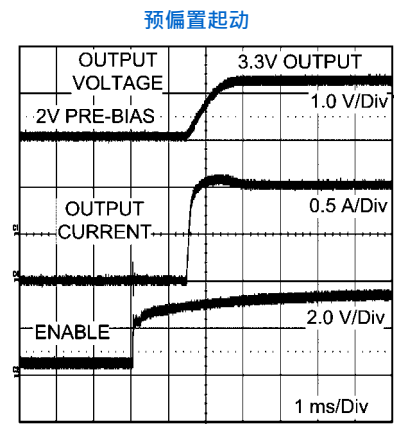 预偏置起动
OUTPUT
VOLTAGE
3.3V OUTPUT
1.0 V/Div
2V PRE-BIAS
OUTPUT
CURRENT
0.5 A/Div
ENABLE
2.0 V/Div
1 ms/Div